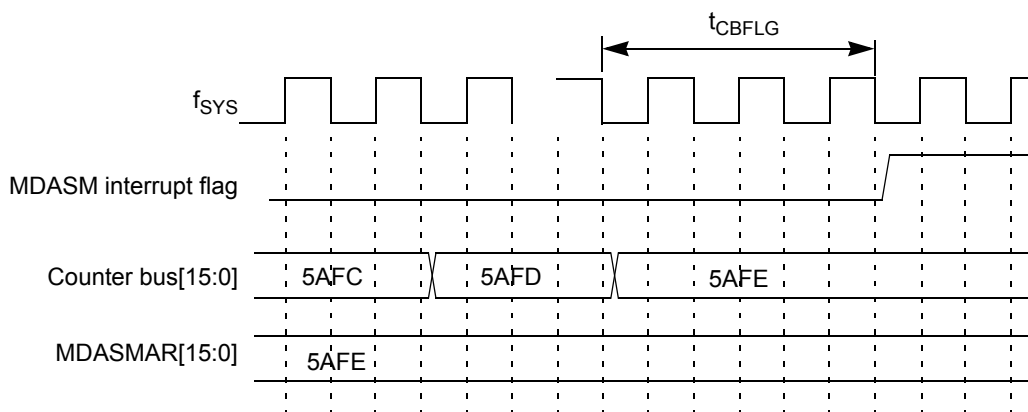 tCBFLG
fSYS
MDASM interrupt flag
Counter bus[15:0] 5AFC 5AFD 5AFE
MDASMAR[15:0] 5AFE